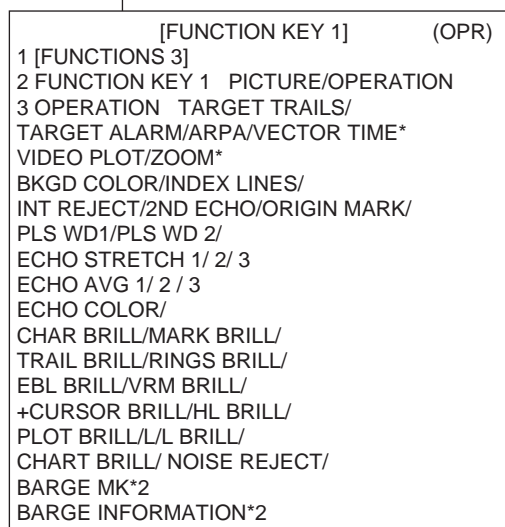 [FUNCTION KEY 1] (OPR)
1 [FUNCTIONS 3]
2 FUNCTION KEY 1 PICTURE/OPERATION
3 OPERATION TARGET TRAILS/
TARGET ALARM/ARPA/VECTOR TIME*
VIDEO PLOT/ZOOM*
BKGD COLOR/INDEX LINES/
INT REJECT/2ND ECHO/ORIGIN MARK/
PLS WD1/PLS WD 2/
ECHO STRETCH 1/ 2/ 3
ECHO AVG 1/ 2 / 3
ECHO COLOR/
CHAR BRILL/MARK BRILL/
TRAIL BRILL/RINGS BRILL/
EBL BRILL/VRM BRILL/
+CURSOR BRILL/HL BRILL/
PLOT BRILL/L/L BRILL/
CHART BRILL/ NOISE REJECT/
BARGE MK*2
BARGE INFORMATION*2